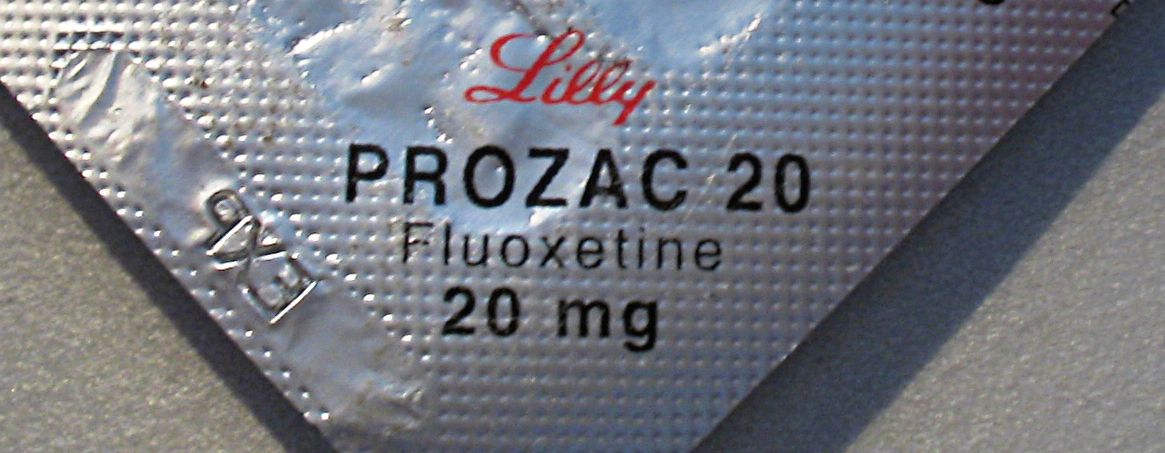 Lilly
PROZAC 20
Fluoxetine
20 mg
EXP